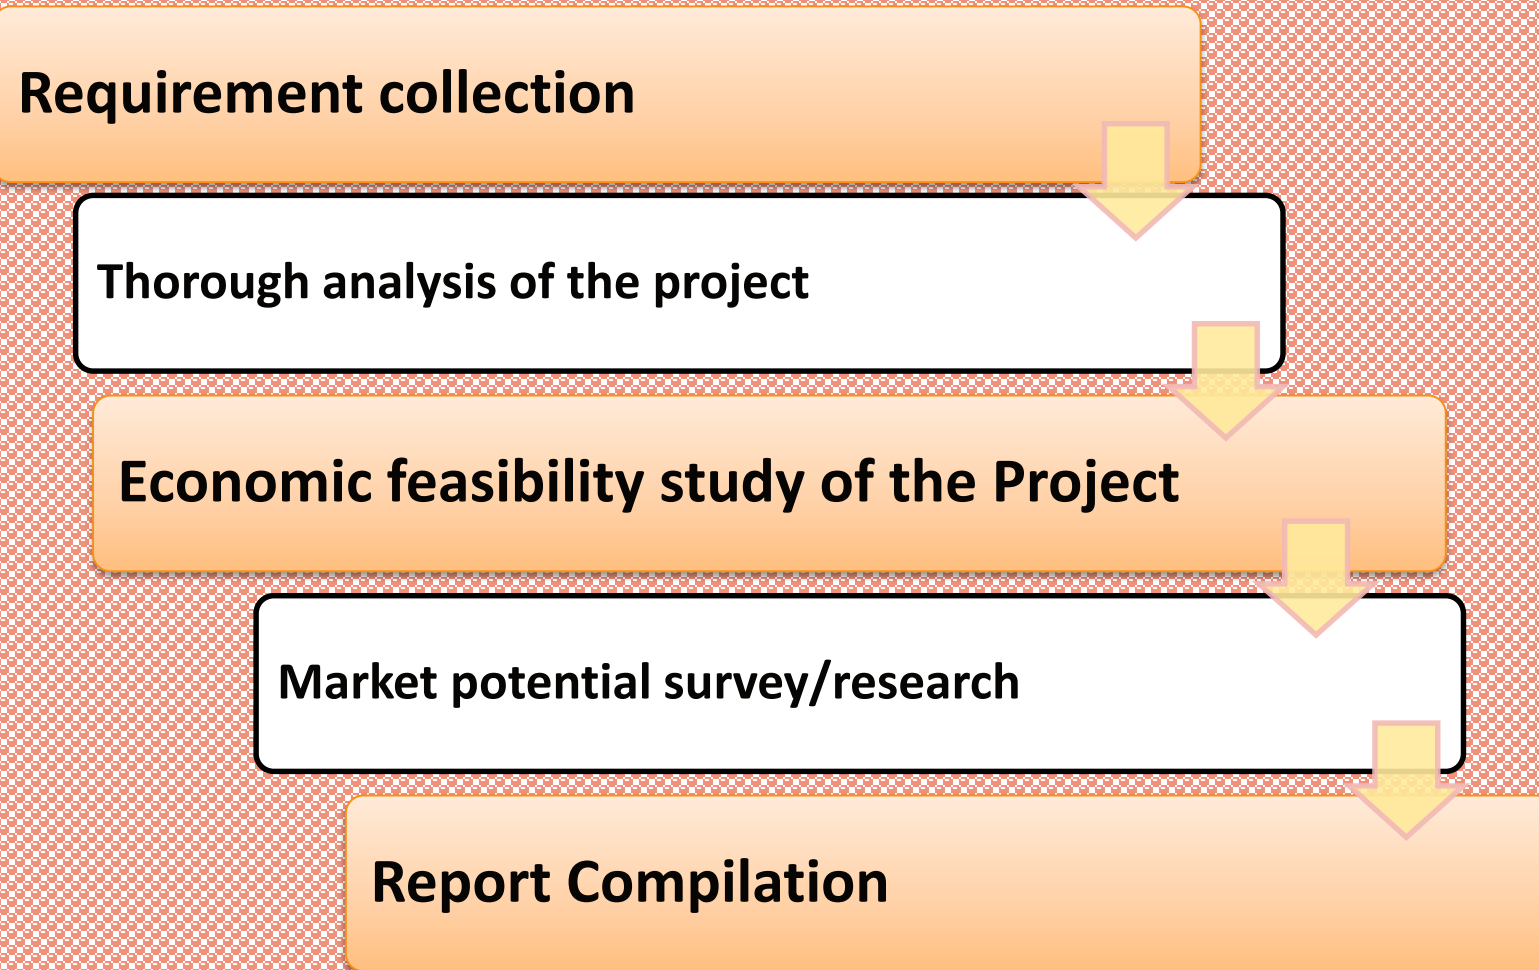 Requirement collection
Thorough analysis of the project
Economic feasibility study of the Project
Market potential survey/research
Report Compilation